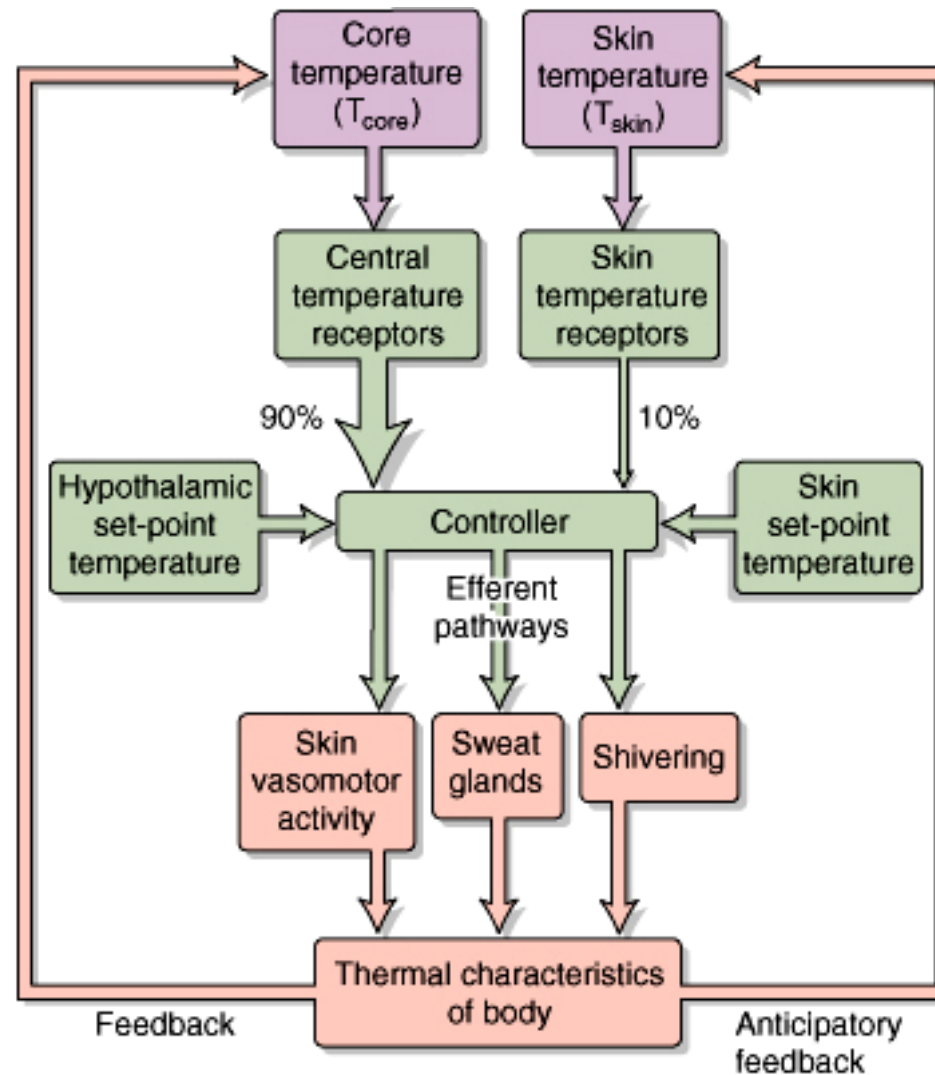 Core
temperature
(Tcore)
Skin
temperature
(Tskin)
Central
temperature
receptors
Skin
temperature
receptors
90%
10%
Hypothalamic
set-point
temperature
Controller
Skin
set-point
temperature
Efferent
pathways
Skin
vasomotor
activity
Sweat
glands
Shivering
Thermal characteristics
of body
Feedback
Anticipatory
feedback